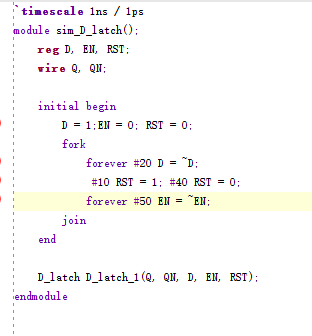 `timescale 1ns / 1ps
module sim_D_latch();
reg D, EN, RST;
wire Q, QN;
initial begin
D = 1;EN = 0; RST = 0;
fork
forever #20 D = ~D;
#10 RST = 1; #40 RST = 0;
forever #50 EN = ~EN;
join
end
D_latch D_latch_1(Q, QN, D, EN, RST);
endmodule